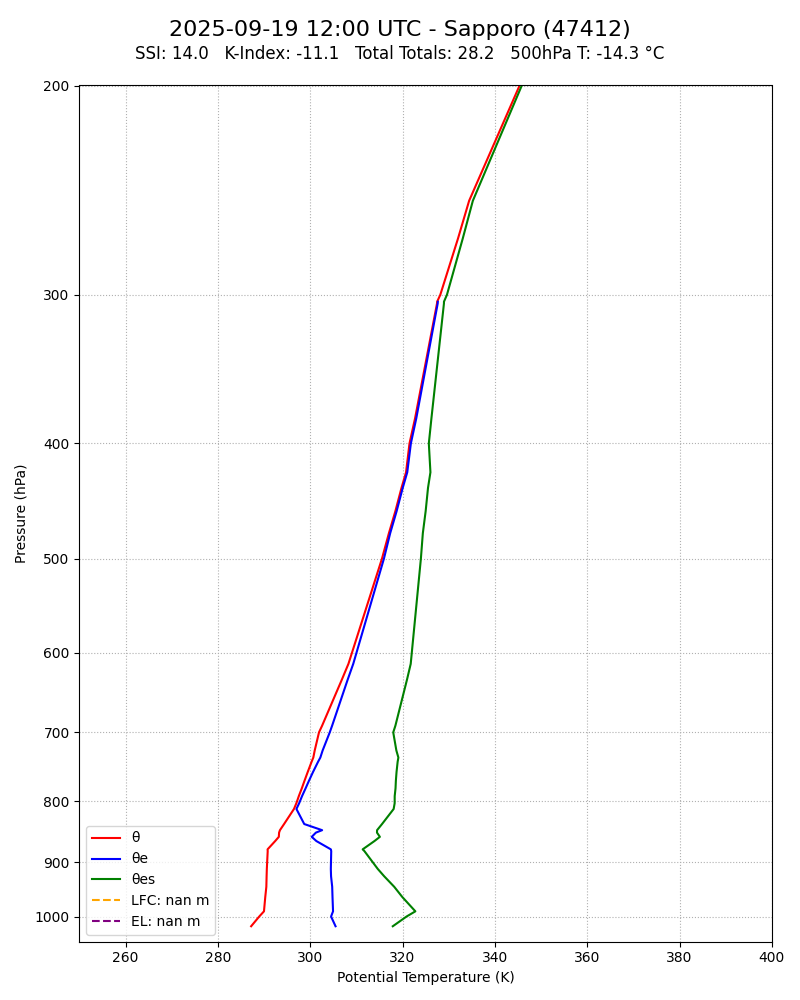 2025-09-19 12:00 UTC - Sapporo (47412)
SSI: 14.0   K-Index: -11.1   Total Totals: 28.2   500hPa T: -14.3 °C
200
300
400
500
600
700
800
900
1000
Pressure (hPa)
θ
θe
θes
LFC: nan m
EL: nan m
260 280 300 320 340 360 380 400
Potential Temperature (K)